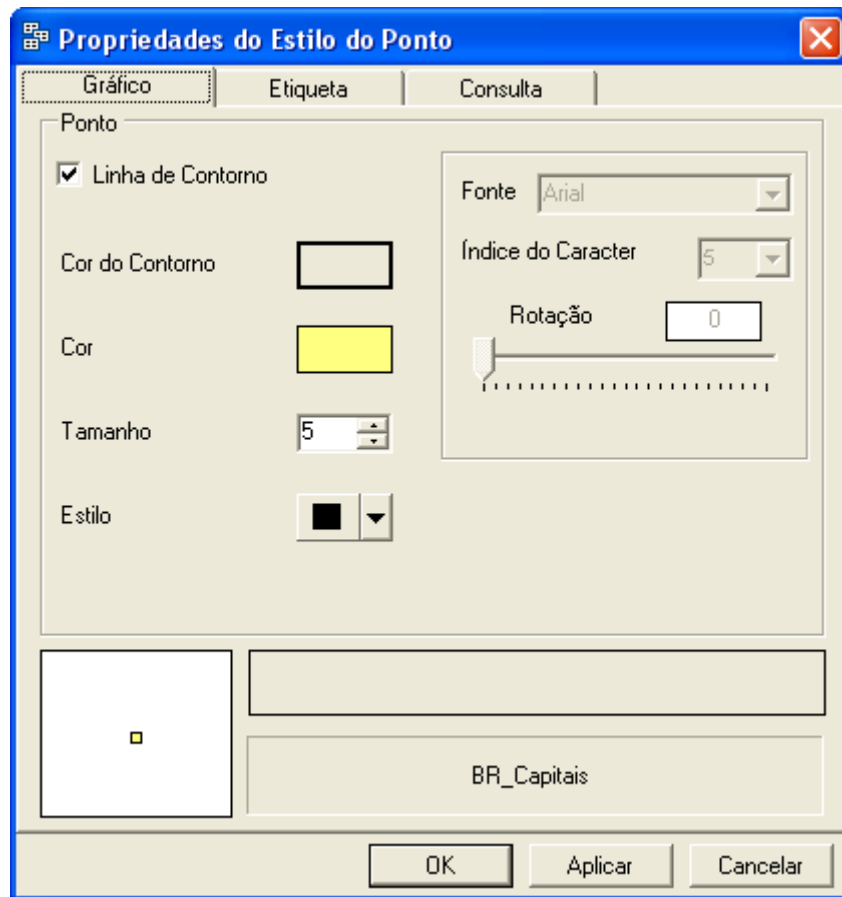 Propriedades do Estilo do Ponto
Gráfico Etiqueta Consulta
Ponto
Linha de Contorno
Cor do Contorno
Cor
Tamanho 5
Estilo
Fonte Arial
Índice do Caracter 5
Rotação 0
BR_Capitais
OK Aplicar Cancelar